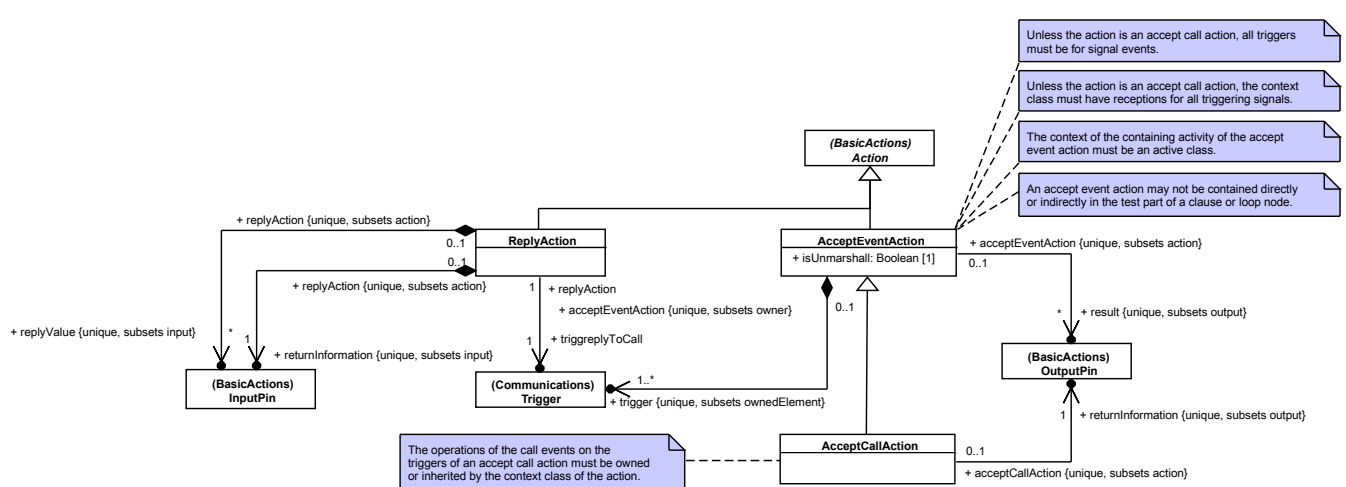 Unless the action is an accept call action, all triggers
must be for signal events.
Unless the action is an accept call action, the context
class must have receptions for all triggering signals.
The context of the containing activity of the accept
event action must be an active class.
An accept event action may not be contained directly
or indirectly in the test part of a clause or loop node.
(BasicActions)
Action
+ replyAction {unique, subsets action}
0..1
0..1
+ replyAction {unique, subsets action}
ReplyAction
AcceptEventAction
+ isUnmarshall: Boolean [1]
+ acceptEventAction {unique, subsets action}
0..1
1
+ replyAction
+ acceptEventAction {unique, subsets owner}
0..1
+ replyValue {unique, subsets input}
*
1
+ returnInformation {unique, subsets input}
1
+ triggreplyToCall
*
+ result {unique, subsets output}
(BasicActions)
InputPin
(Communications)
Trigger
1..*
+ trigger {unique, subsets ownedElement}
(BasicActions)
OutputPin
1
+ returnInformation {unique, subsets output}
The operations of the call events on the
triggers of an accept call action must be owned
or inherited by the context class of the action.
AcceptCallAction
0..1
+ acceptCallAction {unique, subsets action}